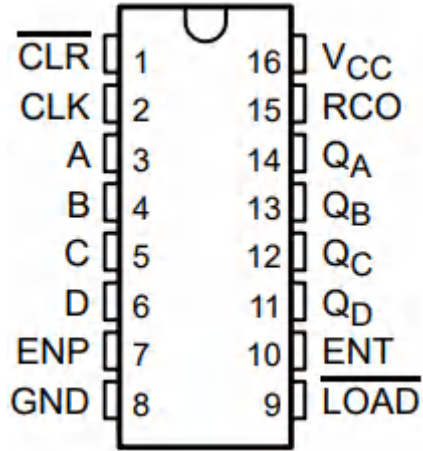 CLR 1 16 VCC
CLK 2 15 RCO
A 3 14 QA
B 4 13 QB
C 5 12 QC
D 6 11 QD
ENP 7 10 ENT
GND 8 9 LOAD